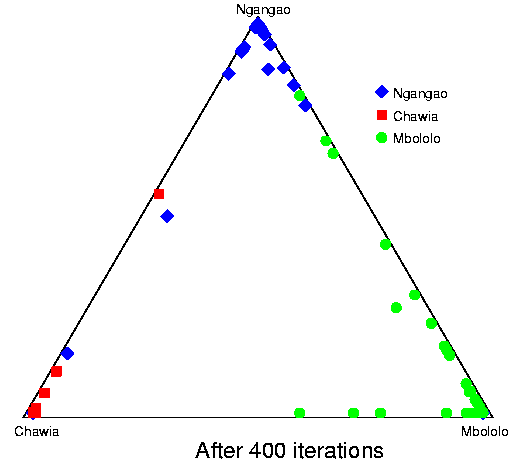 Ngangao
Ngangao
Chawia
Mbololo
Chawia
Mbololo
After 400 iterations